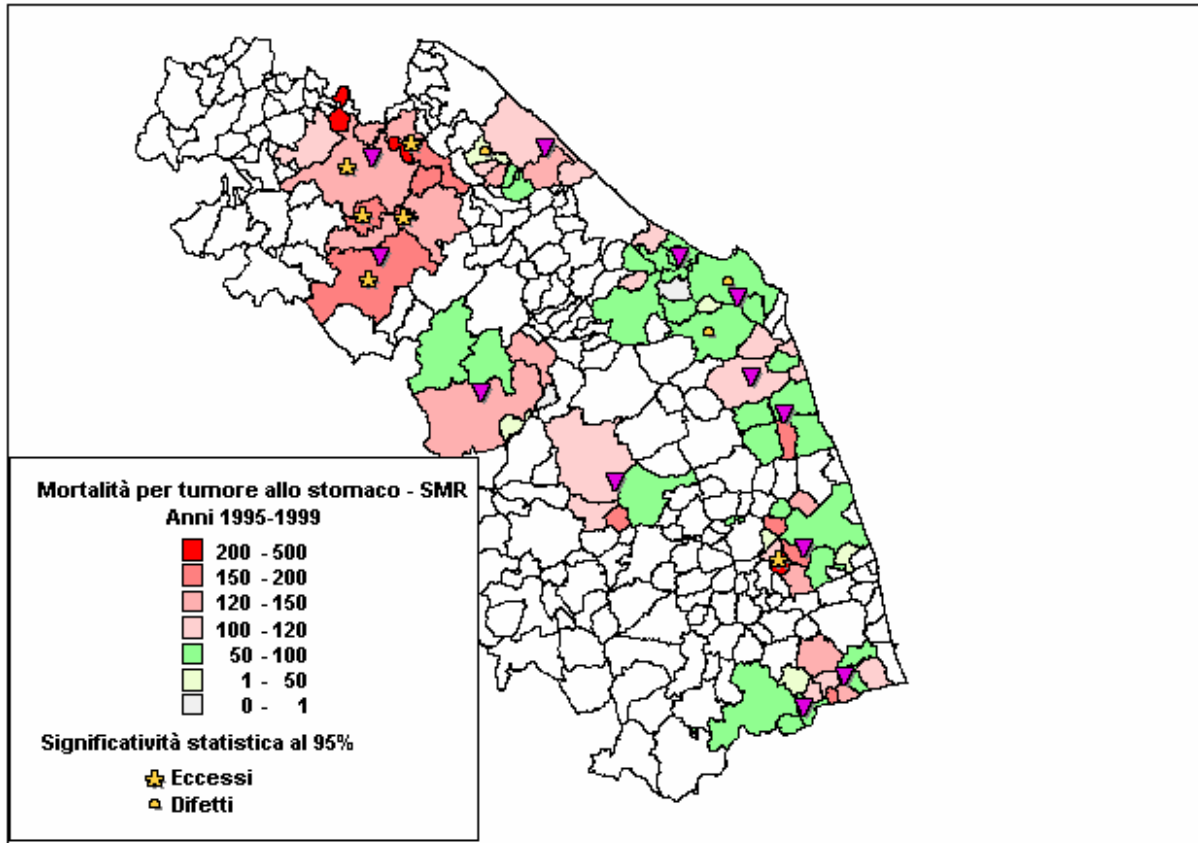 Mortalità per tumore allo stomaco - SMR
Anni 1995-1999
200 - 500
150 - 200
120 - 150
100 - 120
50 - 100
1 - 50
0 - 1
Significatività statistica al 95%
Eccessi
Difetti